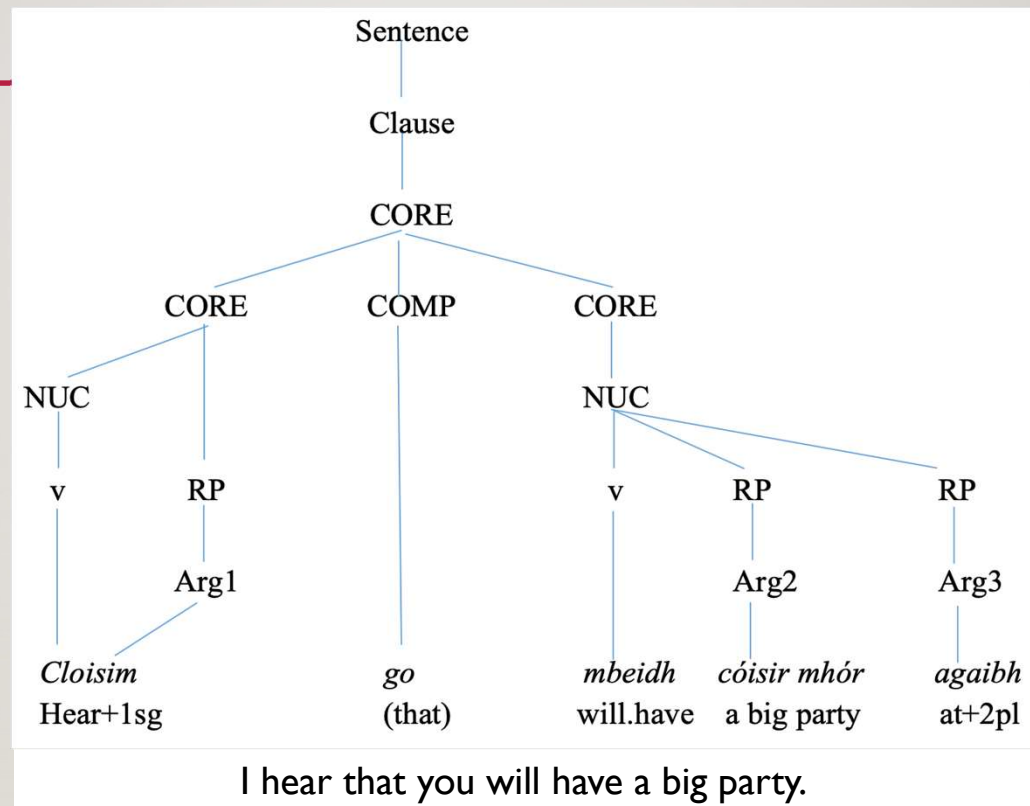 Sentence
Clause
CORE
CORE COMP CORE
NUC NUC
v RP v RP RP
Arg1 Arg2 Arg3
Cloisim go mbeidh cóisir mhór agaibh
Hear+1sg (that) will.have a big party at+2pl
I hear that you will have a big party.